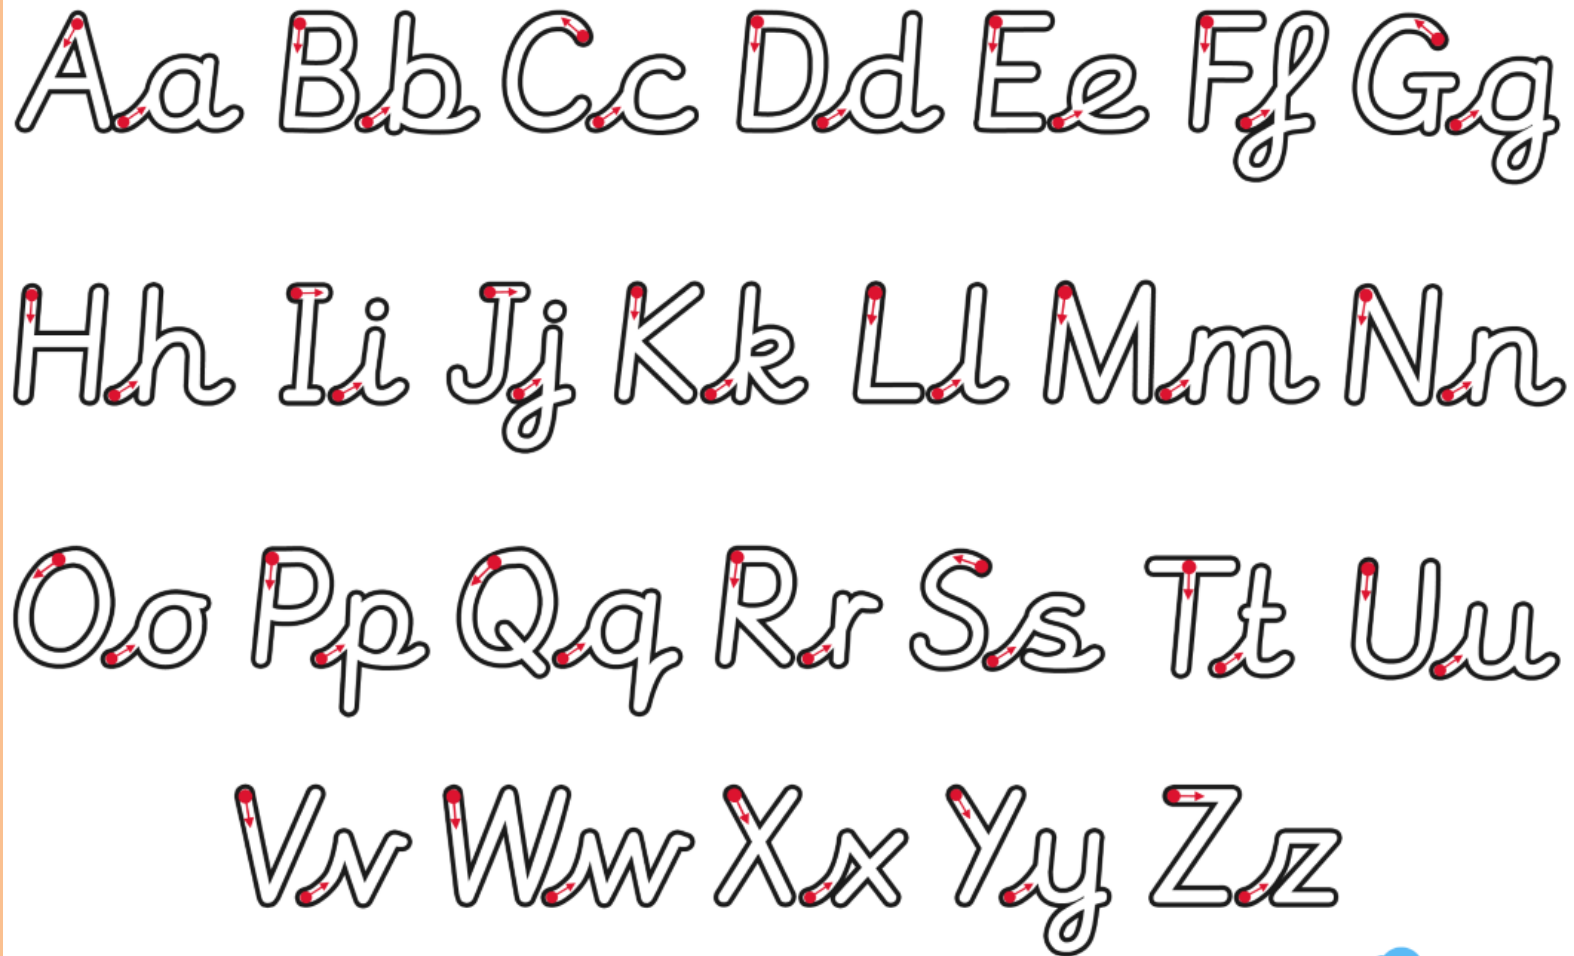 Aa Bb Cc Dd Ee Ff Gg
Hh Ii Jj Kk Ll Mm Nn
Oo Pp Qq Rr Ss Tt Uu
Vv Ww Xx Yy Zz